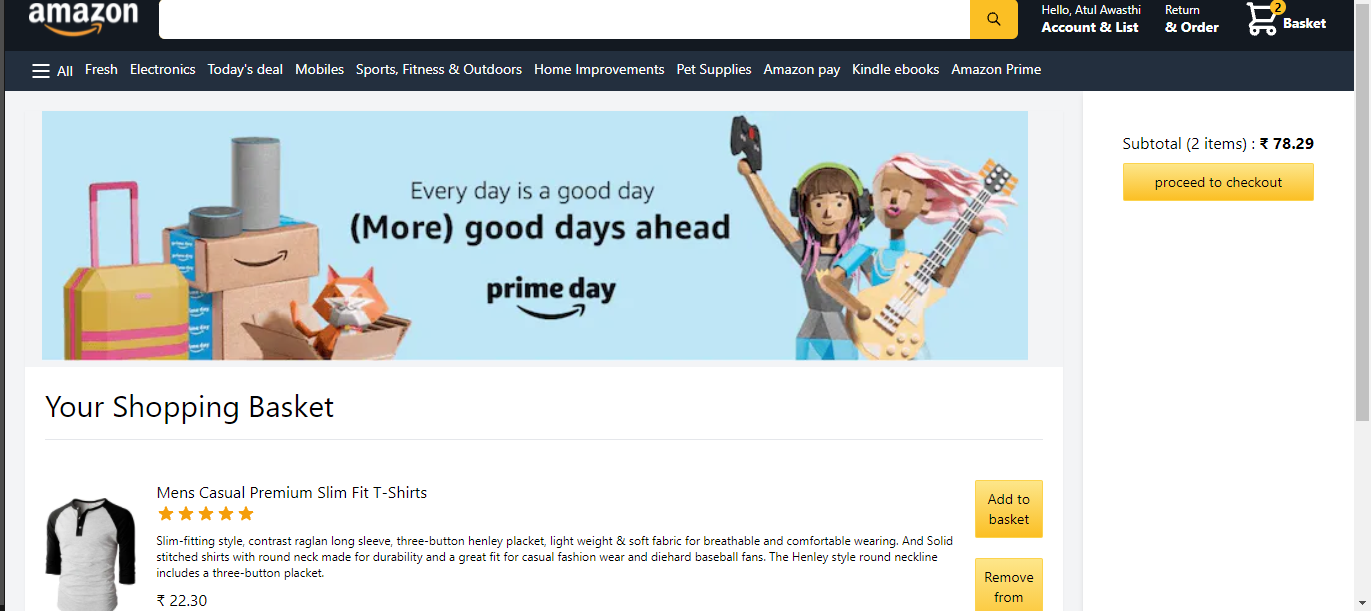 amazon
Hello, Atul Awasthi
Account & List
Return
& Order
2
Basket
All Fresh Electronics Today's deal Mobiles Sports, Fitness & Outdoors Home Improvements Pet Supplies Amazon pay Kindle ebooks Amazon Prime
Every day is a good day
(More) good days ahead
prime day
Subtotal (2 items) : ₹ 78.29
proceed to checkout
Your Shopping Basket
Mens Casual Premium Slim Fit T-Shirts
Slim-fitting style, contrast raglan long sleeve, three-button henley placket, light weight & soft fabric for breathable and comfortable wearing. And Solid
stitched shirts with round neck made for durability and a great fit for casual fashion wear and diehard baseball fans. The Henley style round neckline
includes a three-button placket.
₹ 22.30
Add to
basket
Remove
from